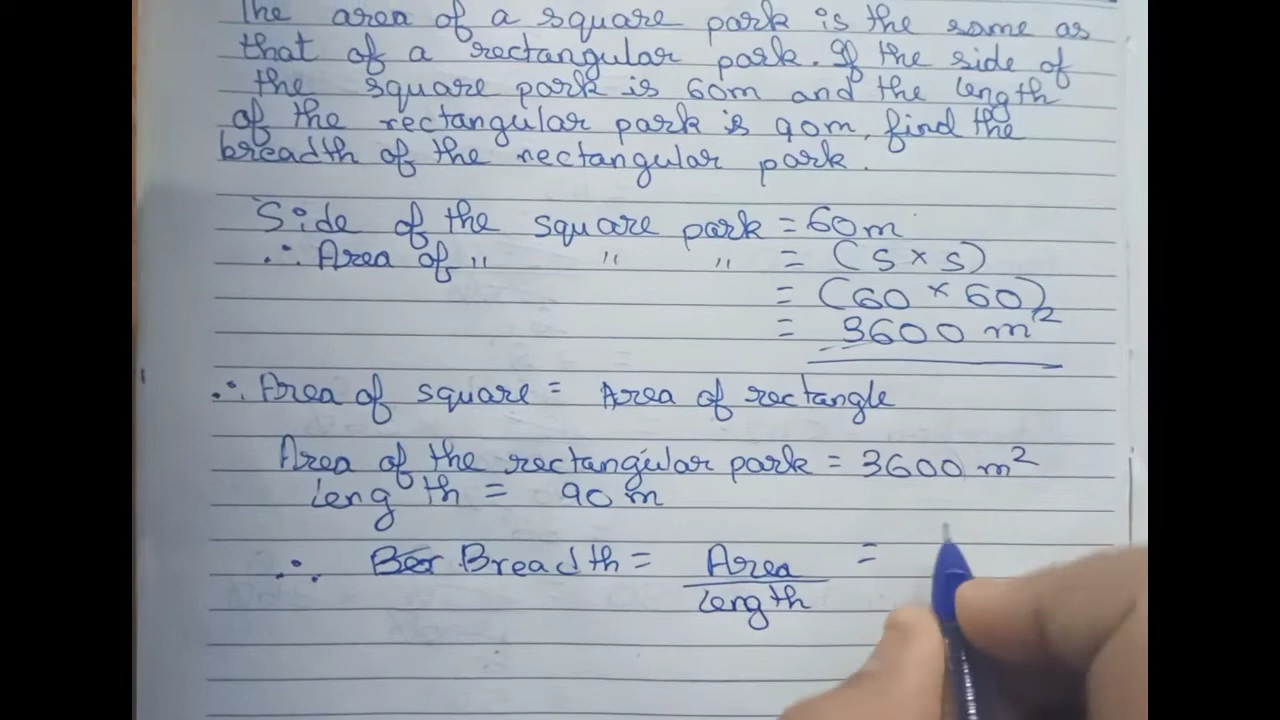 The area of a square park is the same as
that of a rectangular park. If the side of
the square park is 60m and the length
of the rectangular park is 90m, find the
breadth of the rectangular park.
Side of the square park = 60m
∴ Area of " " " = (S × S)
= (60 × 60)
= 3600 m²
∴ Area of square = Area of rectangle
Area of the rectangular park = 3600 m²
length = 90 m
∴ Breadth = Area/length =